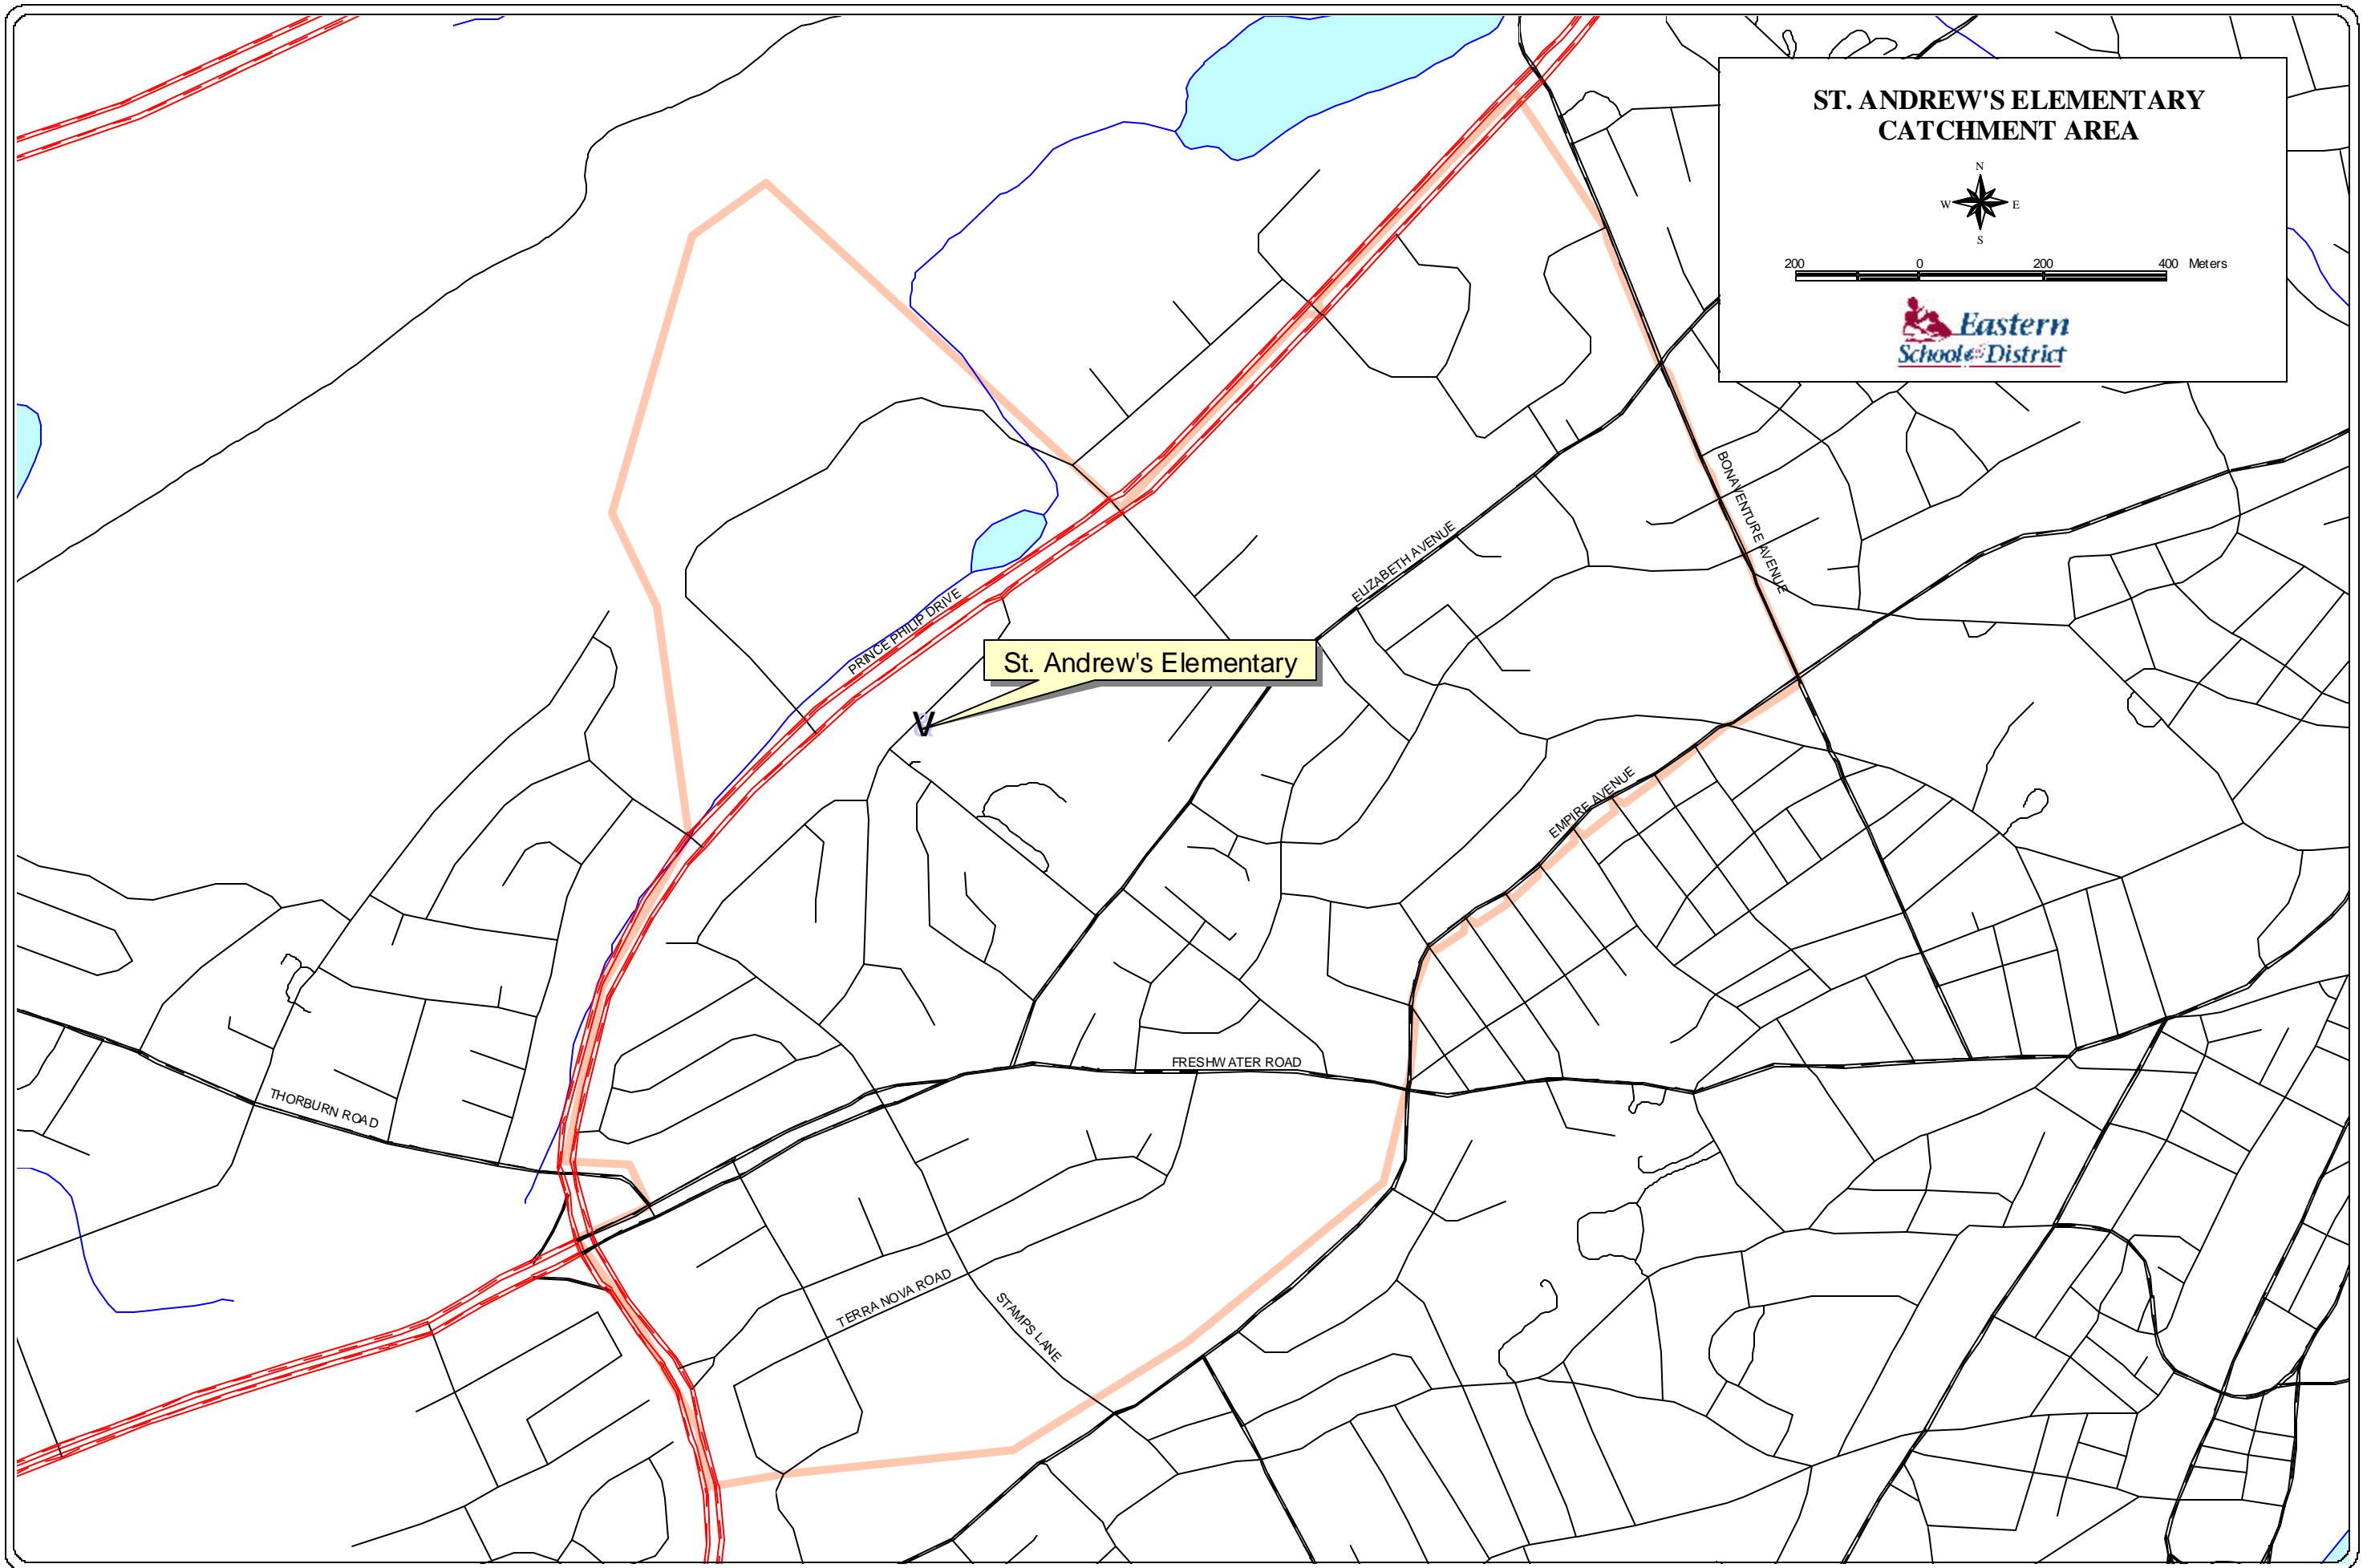 ST. ANDREW'S ELEMENTARY
CATCHMENT AREA
N
W E
S
200 0 200 400 Meters
Eastern
School District
BONAVENTURE AVENUE
ELIZABETH AVENUE
PRINCE PHILIP DRIVE
St. Andrew's Elementary
EMPIRE AVENUE
FRESHWATER ROAD
THORBURN ROAD
TERRA NOVA ROAD
STAMPS LANE